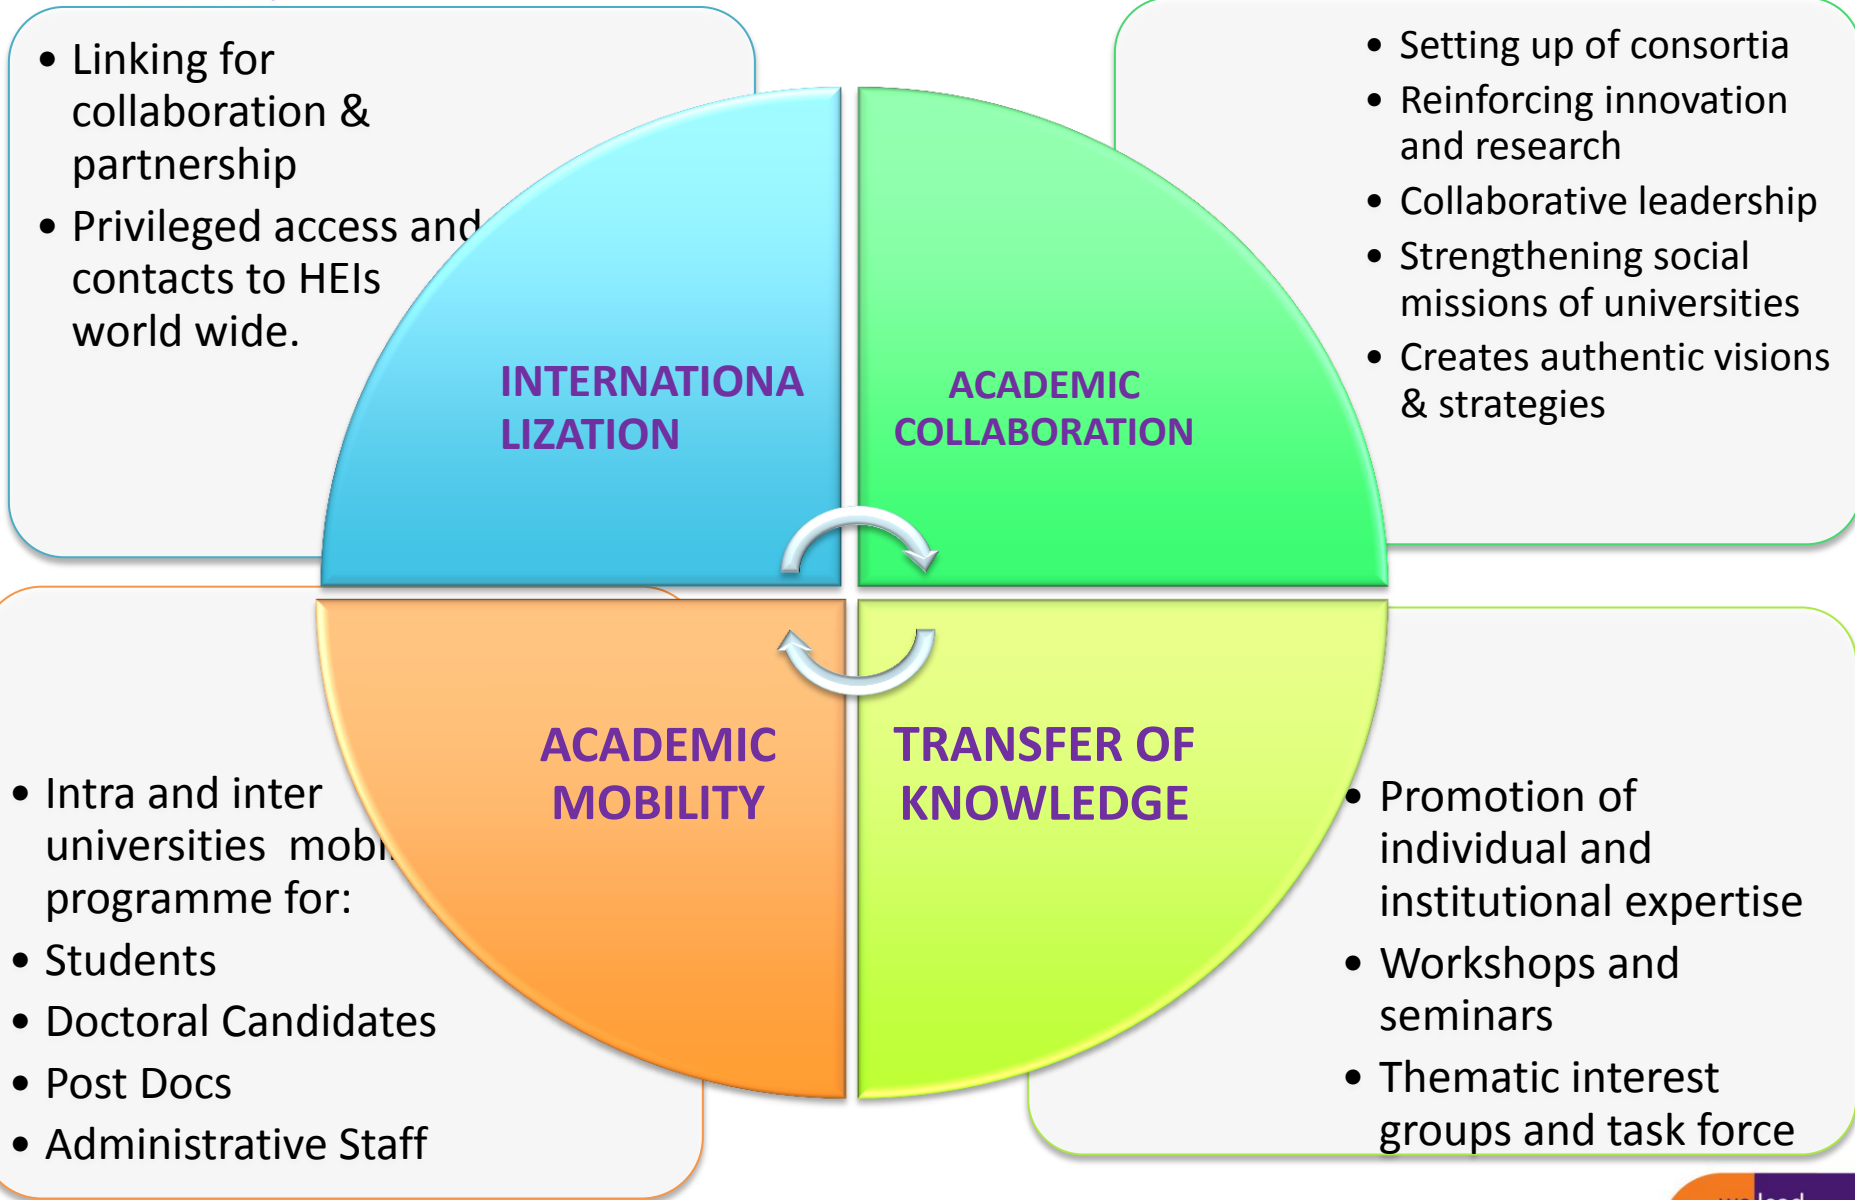 • Linking for
collaboration &
partnership
• Privileged access and
contacts to HEIs
world wide.
INTERNATIONA
LIZATION
• Setting up of consortia
• Reinforcing innovation
and research
• Collaborative leadership
• Strengthening social
missions of universities
• Creates authentic visions
& strategies
ACADEMIC
COLLABORATION
• Intra and inter
universities
programme for:
• Students
• Doctoral Candidates
• Post Docs
• Administrative Staff
ACADEMIC
MOBILITY
TRANSFER OF
KNOWLEDGE
• Promotion of
individual and
institutional expertise
• Workshops and
seminars
• Thematic interest
groups and task force